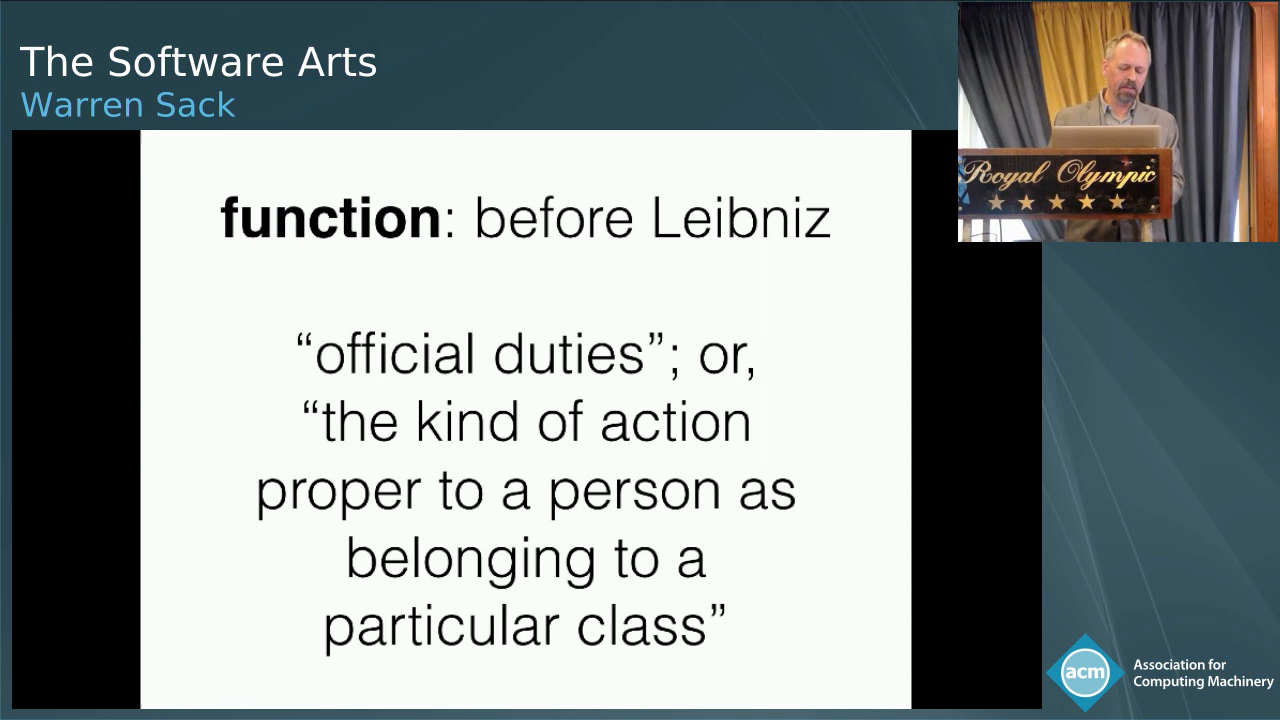 The Software Arts
Warren Sack
function: before Leibniz
“official duties”; or,
“the kind of action
proper to a person as
belonging to a
particular class”
Royal Olympic
acm
Association for
Computing Machinery